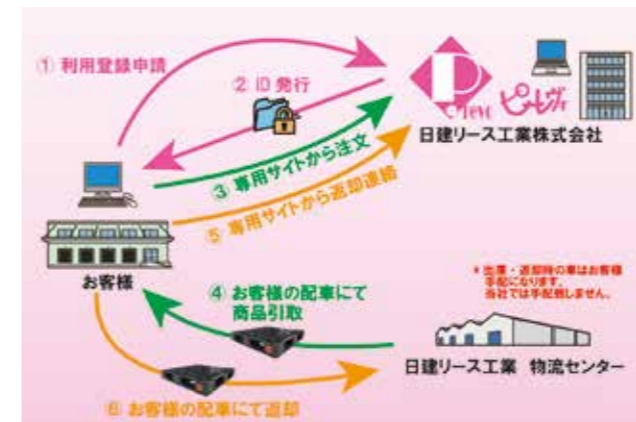 ① 利用登録申請
② ID 発行
P
ピーレヴ
日建リース工業株式会社
③ 専用サイトから注文
⑤ 専用サイトから返却連絡
お客様
④ お客様の配車にて
商品引取
* 出庫・返却時の車はお客様
手配になります。
当社では手配致しません。
日建リース工業 物流センター
⑥ お客様の配車にて返却